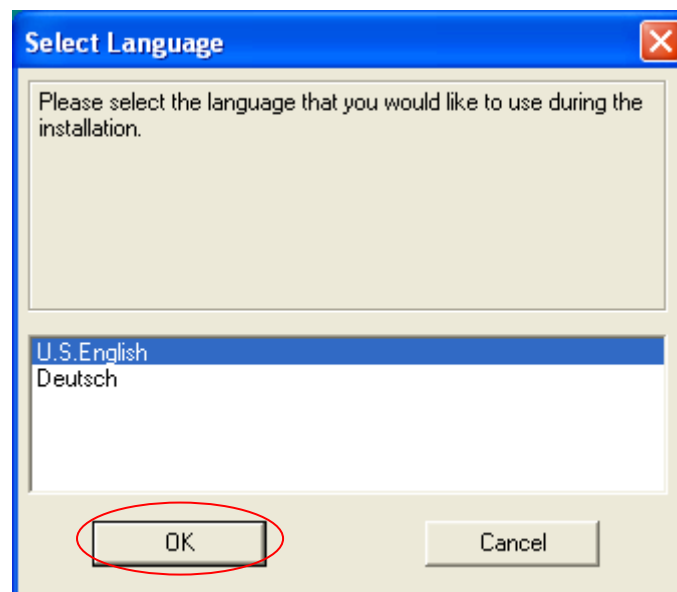 Select Language
Please select the language that you would like to use during the
installation.
U.S.English
Deutsch
OK
Cancel